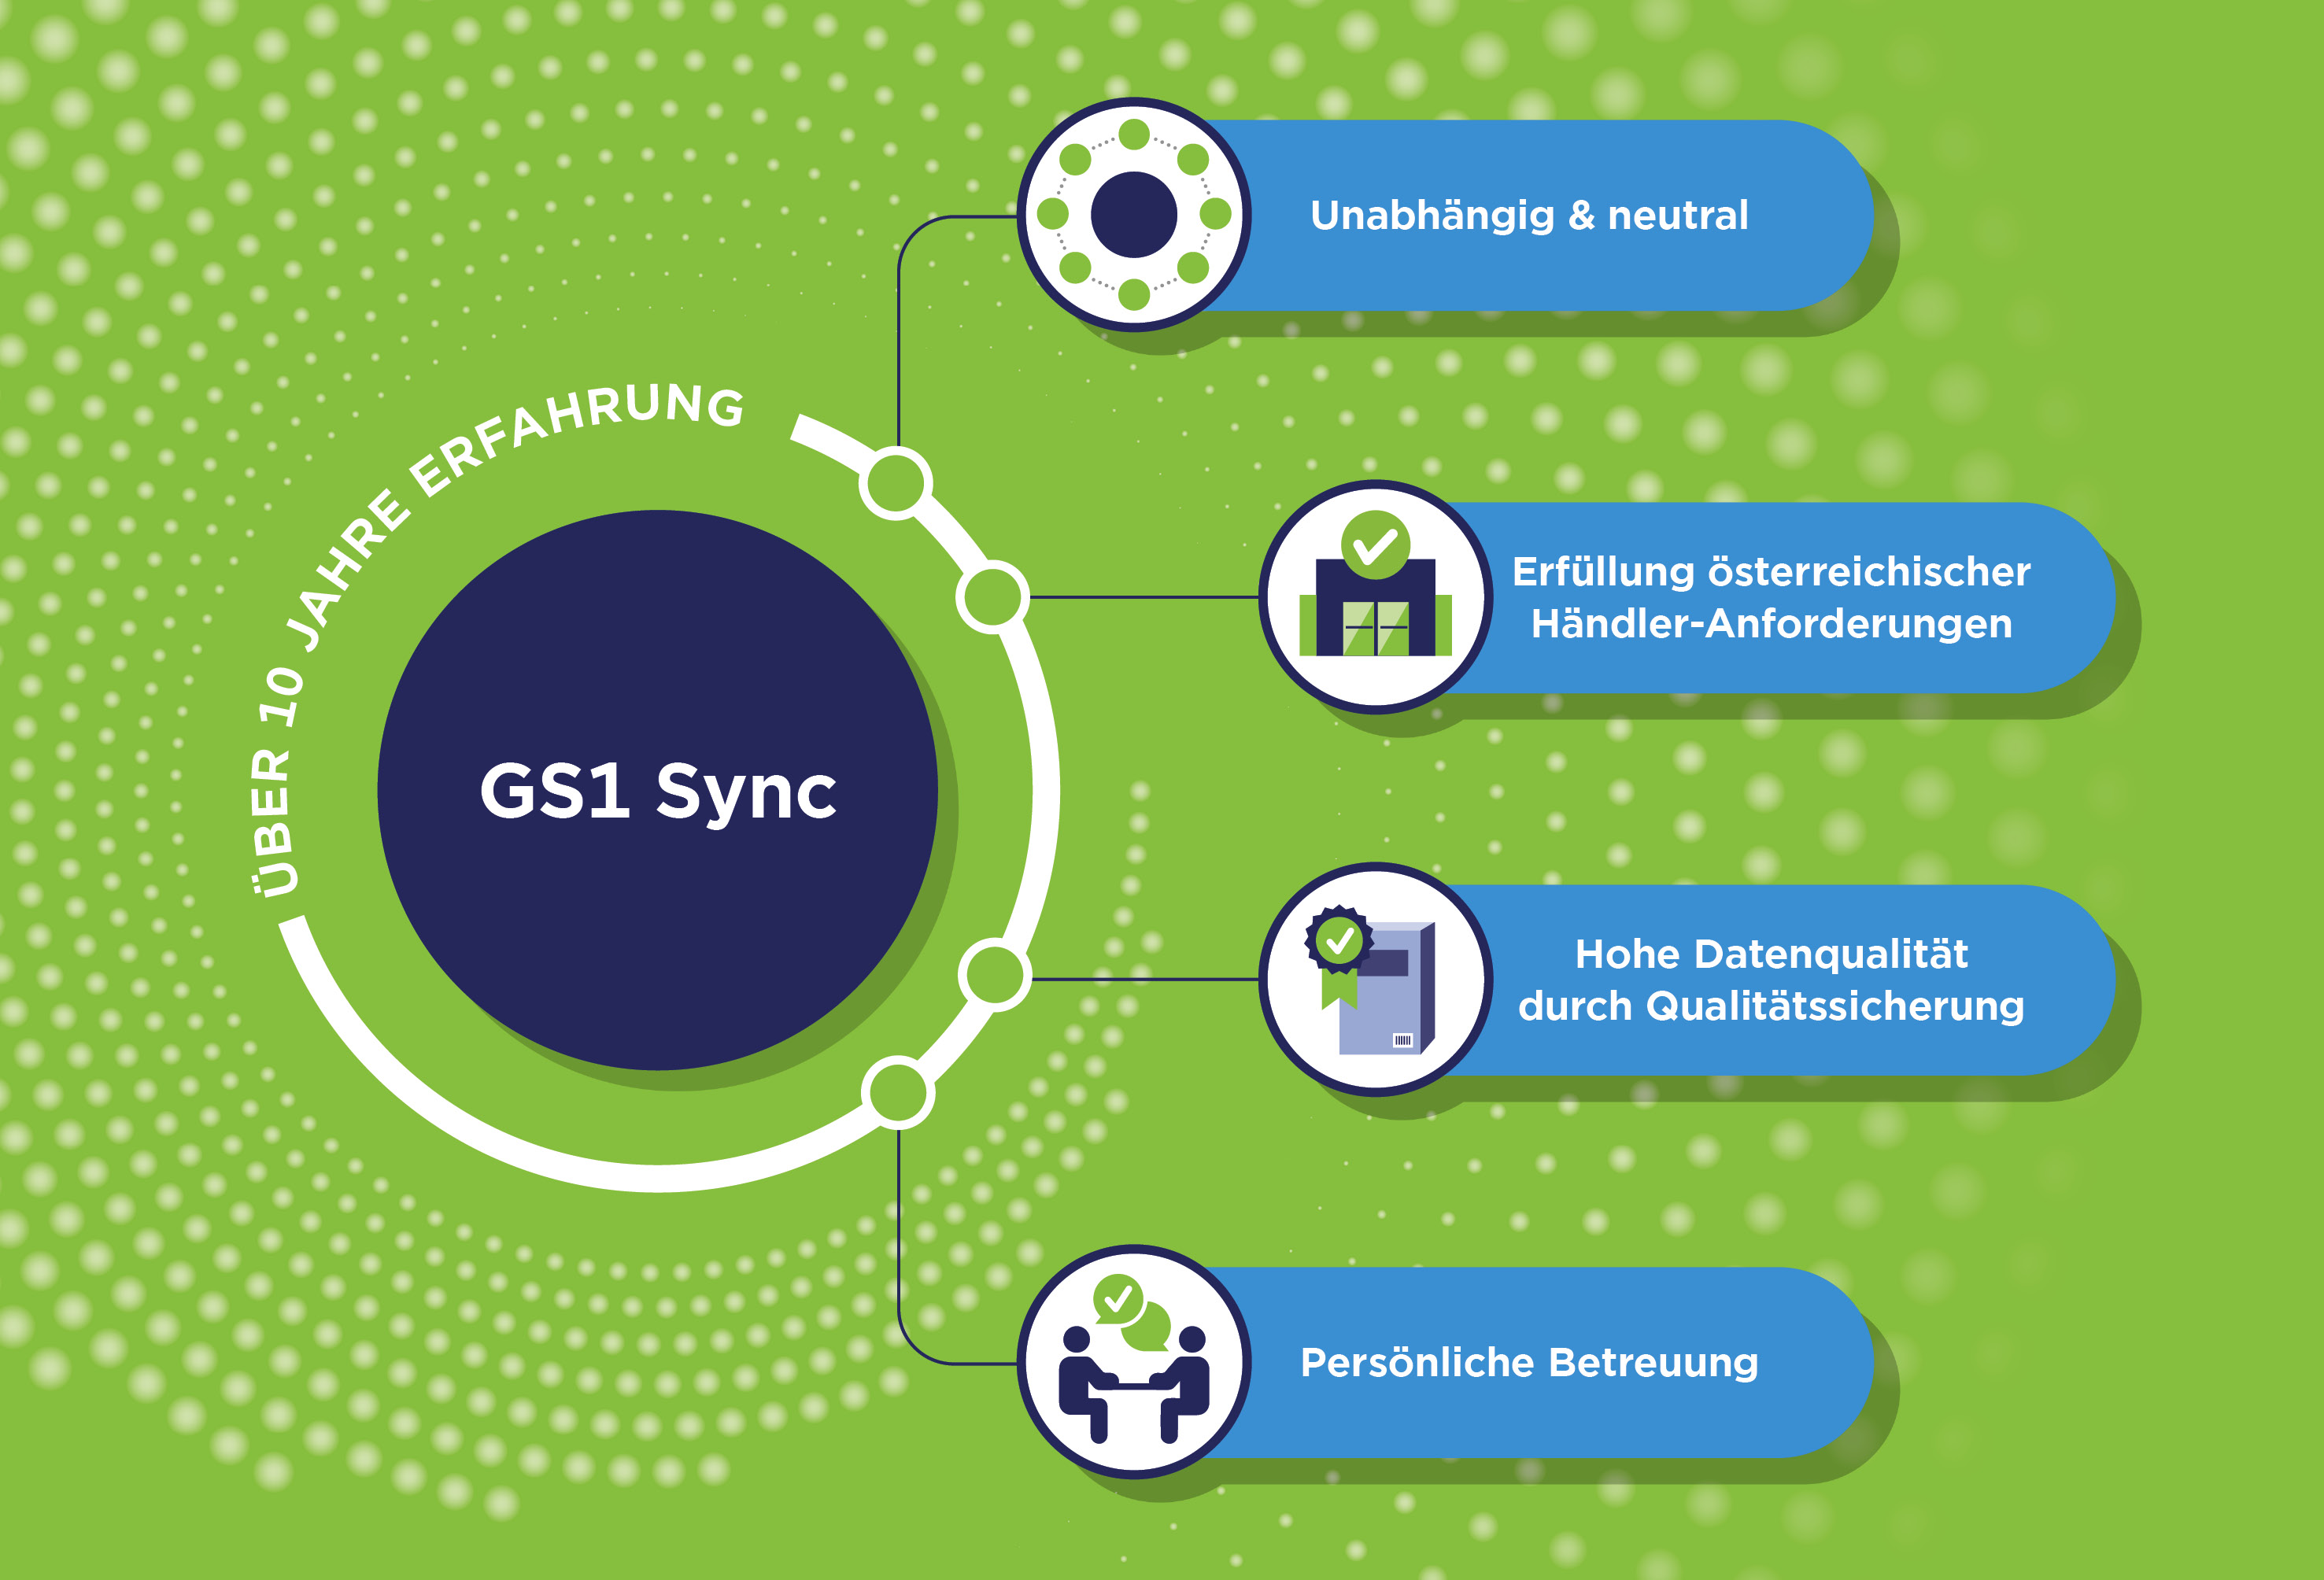 ÜBER 10 JAHRE ERFAHRUNG
GS1 Sync
Unabhängig & neutral
Erfüllung österreichischer
Händler-Anforderungen
Hohe Datenqualität
durch Qualitätssicherung
Persönliche Betreuung